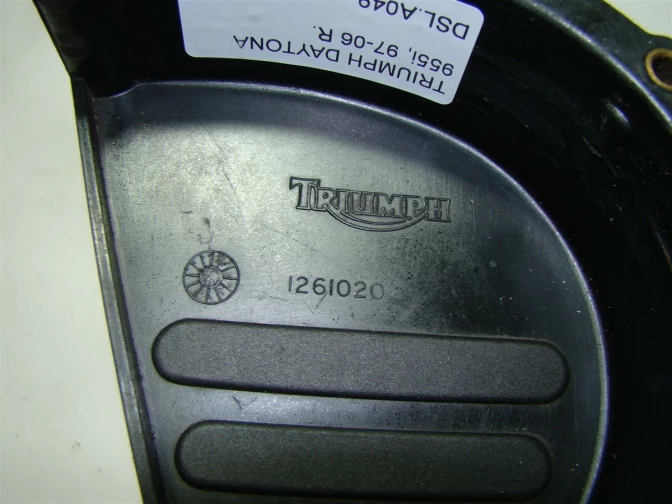 TRIUMPH DAYTONA
955i, 97-06 R.
DSL.A049
TRIUMPH
1261020